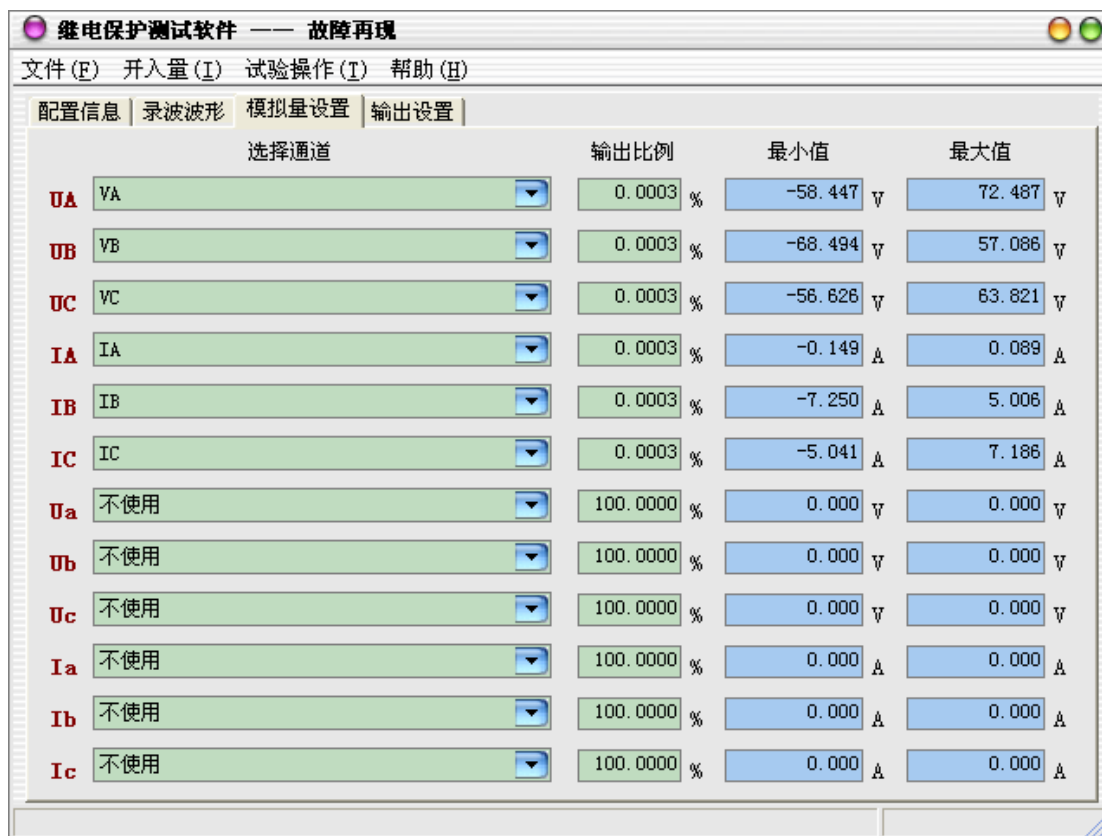 继电保护测试软件 —— 故障再现
文件(F) 开入量(I) 试验操作(T) 帮助(H)
配置信息 录波波形 模拟量设置 输出设置
选择通道 输出比例 最小值 最大值
UA VA 0.0003 % -58.447 V 72.487 V
UB VB 0.0003 % -68.494 V 57.086 V
UC VC 0.0003 % -56.626 V 63.821 V
IA IA 0.0003 % -0.149 A 0.089 A
IB IB 0.0003 % -7.250 A 5.006 A
IC IC 0.0003 % -5.041 A 7.186 A
Ua 不使用 100.0000 % 0.000 V 0.000 V
Ub 不使用 100.0000 % 0.000 V 0.000 V
Uc 不使用 100.0000 % 0.000 V 0.000 V
Ia 不使用 100.0000 % 0.000 A 0.000 A
Ib 不使用 100.0000 % 0.000 A 0.000 A
Ic 不使用 100.0000 % 0.000 A 0.000 A